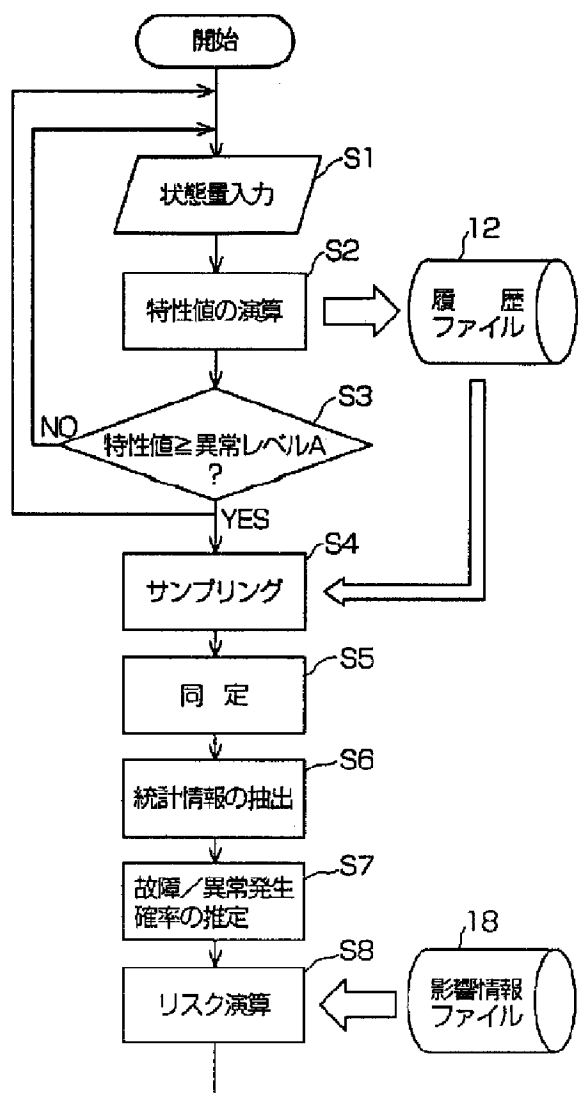 開始
S1
状態量入力
S2
特性値の演算
12
履 歴
ファイル
S3
NO
特性値≧異常レベルA
?
YES
S4
サンプリング
S5
同 定
S6
統計情報の抽出
S7
故障/異常発生
確率の推定
S8
リスク演算
18
影響情報
ファイル